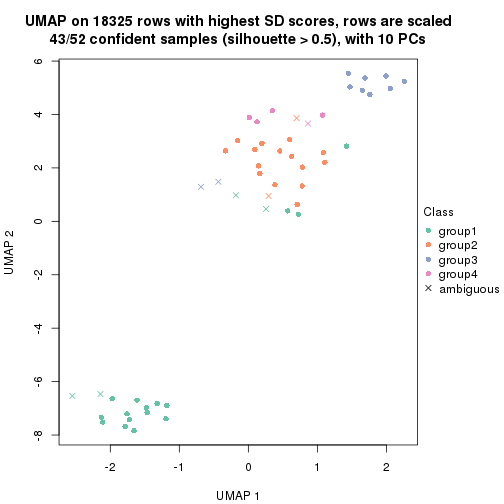 UMAP on 18325 rows with highest SD scores, rows are scaled
43/52 confident samples (silhouette > 0.5), with 10 PCs
6
4
2
0
-2
-4
-6
-8
UMAP 2
-2
-1
0
1
2
UMAP 1
Class
group1
group2
group3
group4
ambiguous